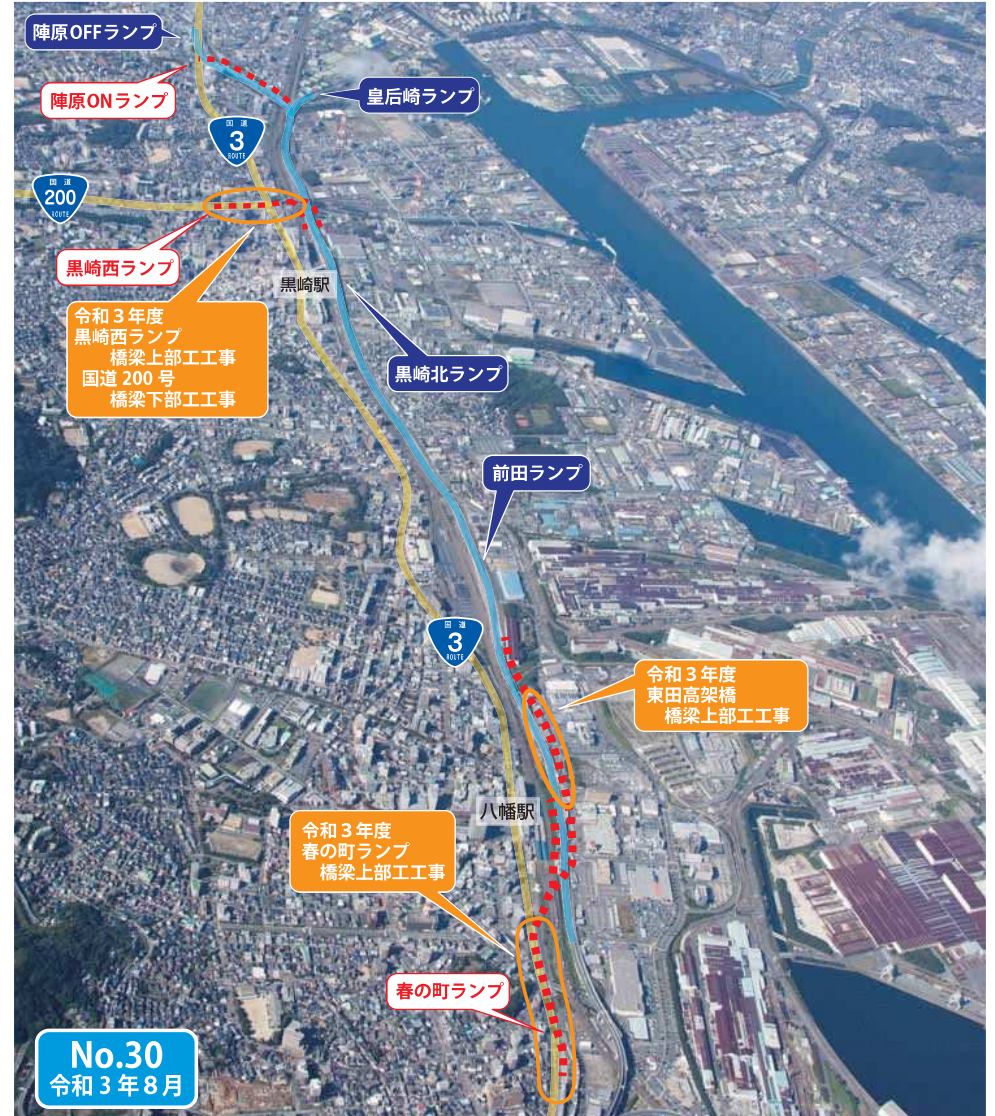 陣原OFFランプ
陣原ONランプ
皇后崎ランプ
国道
3
ROUTE
国道
200
ROUTE
黒崎西ランプ
黒崎駅
令和3年度
黒崎西ランプ
橋梁上部工工事
国道200号
橋梁下部工工事
黒崎北ランプ
前田ランプ
国道
3
ROUTE
令和3年度
東田高架橋
橋梁上部工工事
八幡駅
令和3年度
春の町ランプ
橋梁上部工工事
春の町ランプ
No.30
令和3年8月